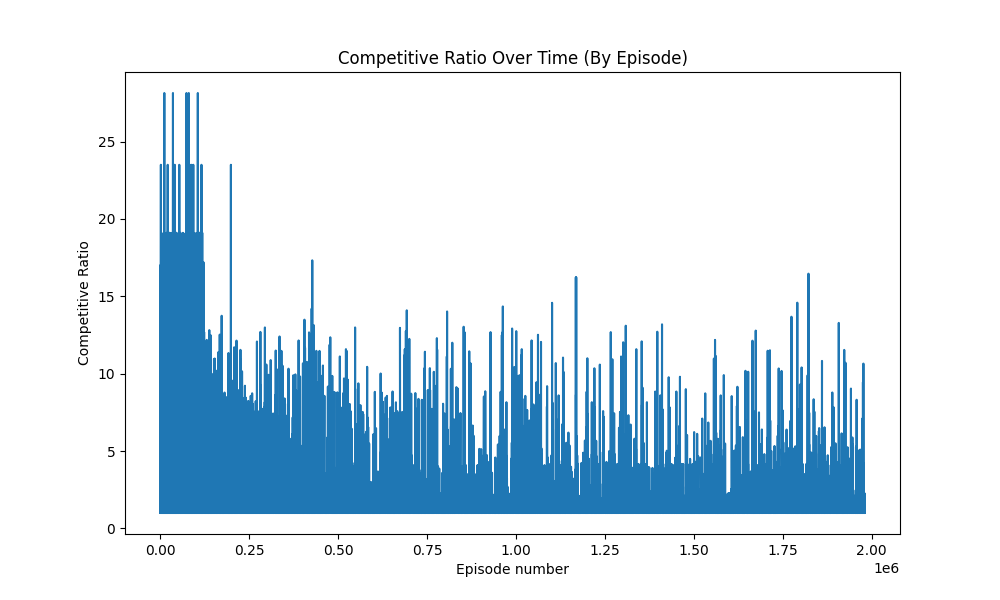 Competitive Ratio Over Time (By Episode)
25
20
15
10
5
0
Competitive Ratio
0.00 0.25 0.50 0.75 1.00 1.25 1.50 1.75 2.00
1e6
Episode number